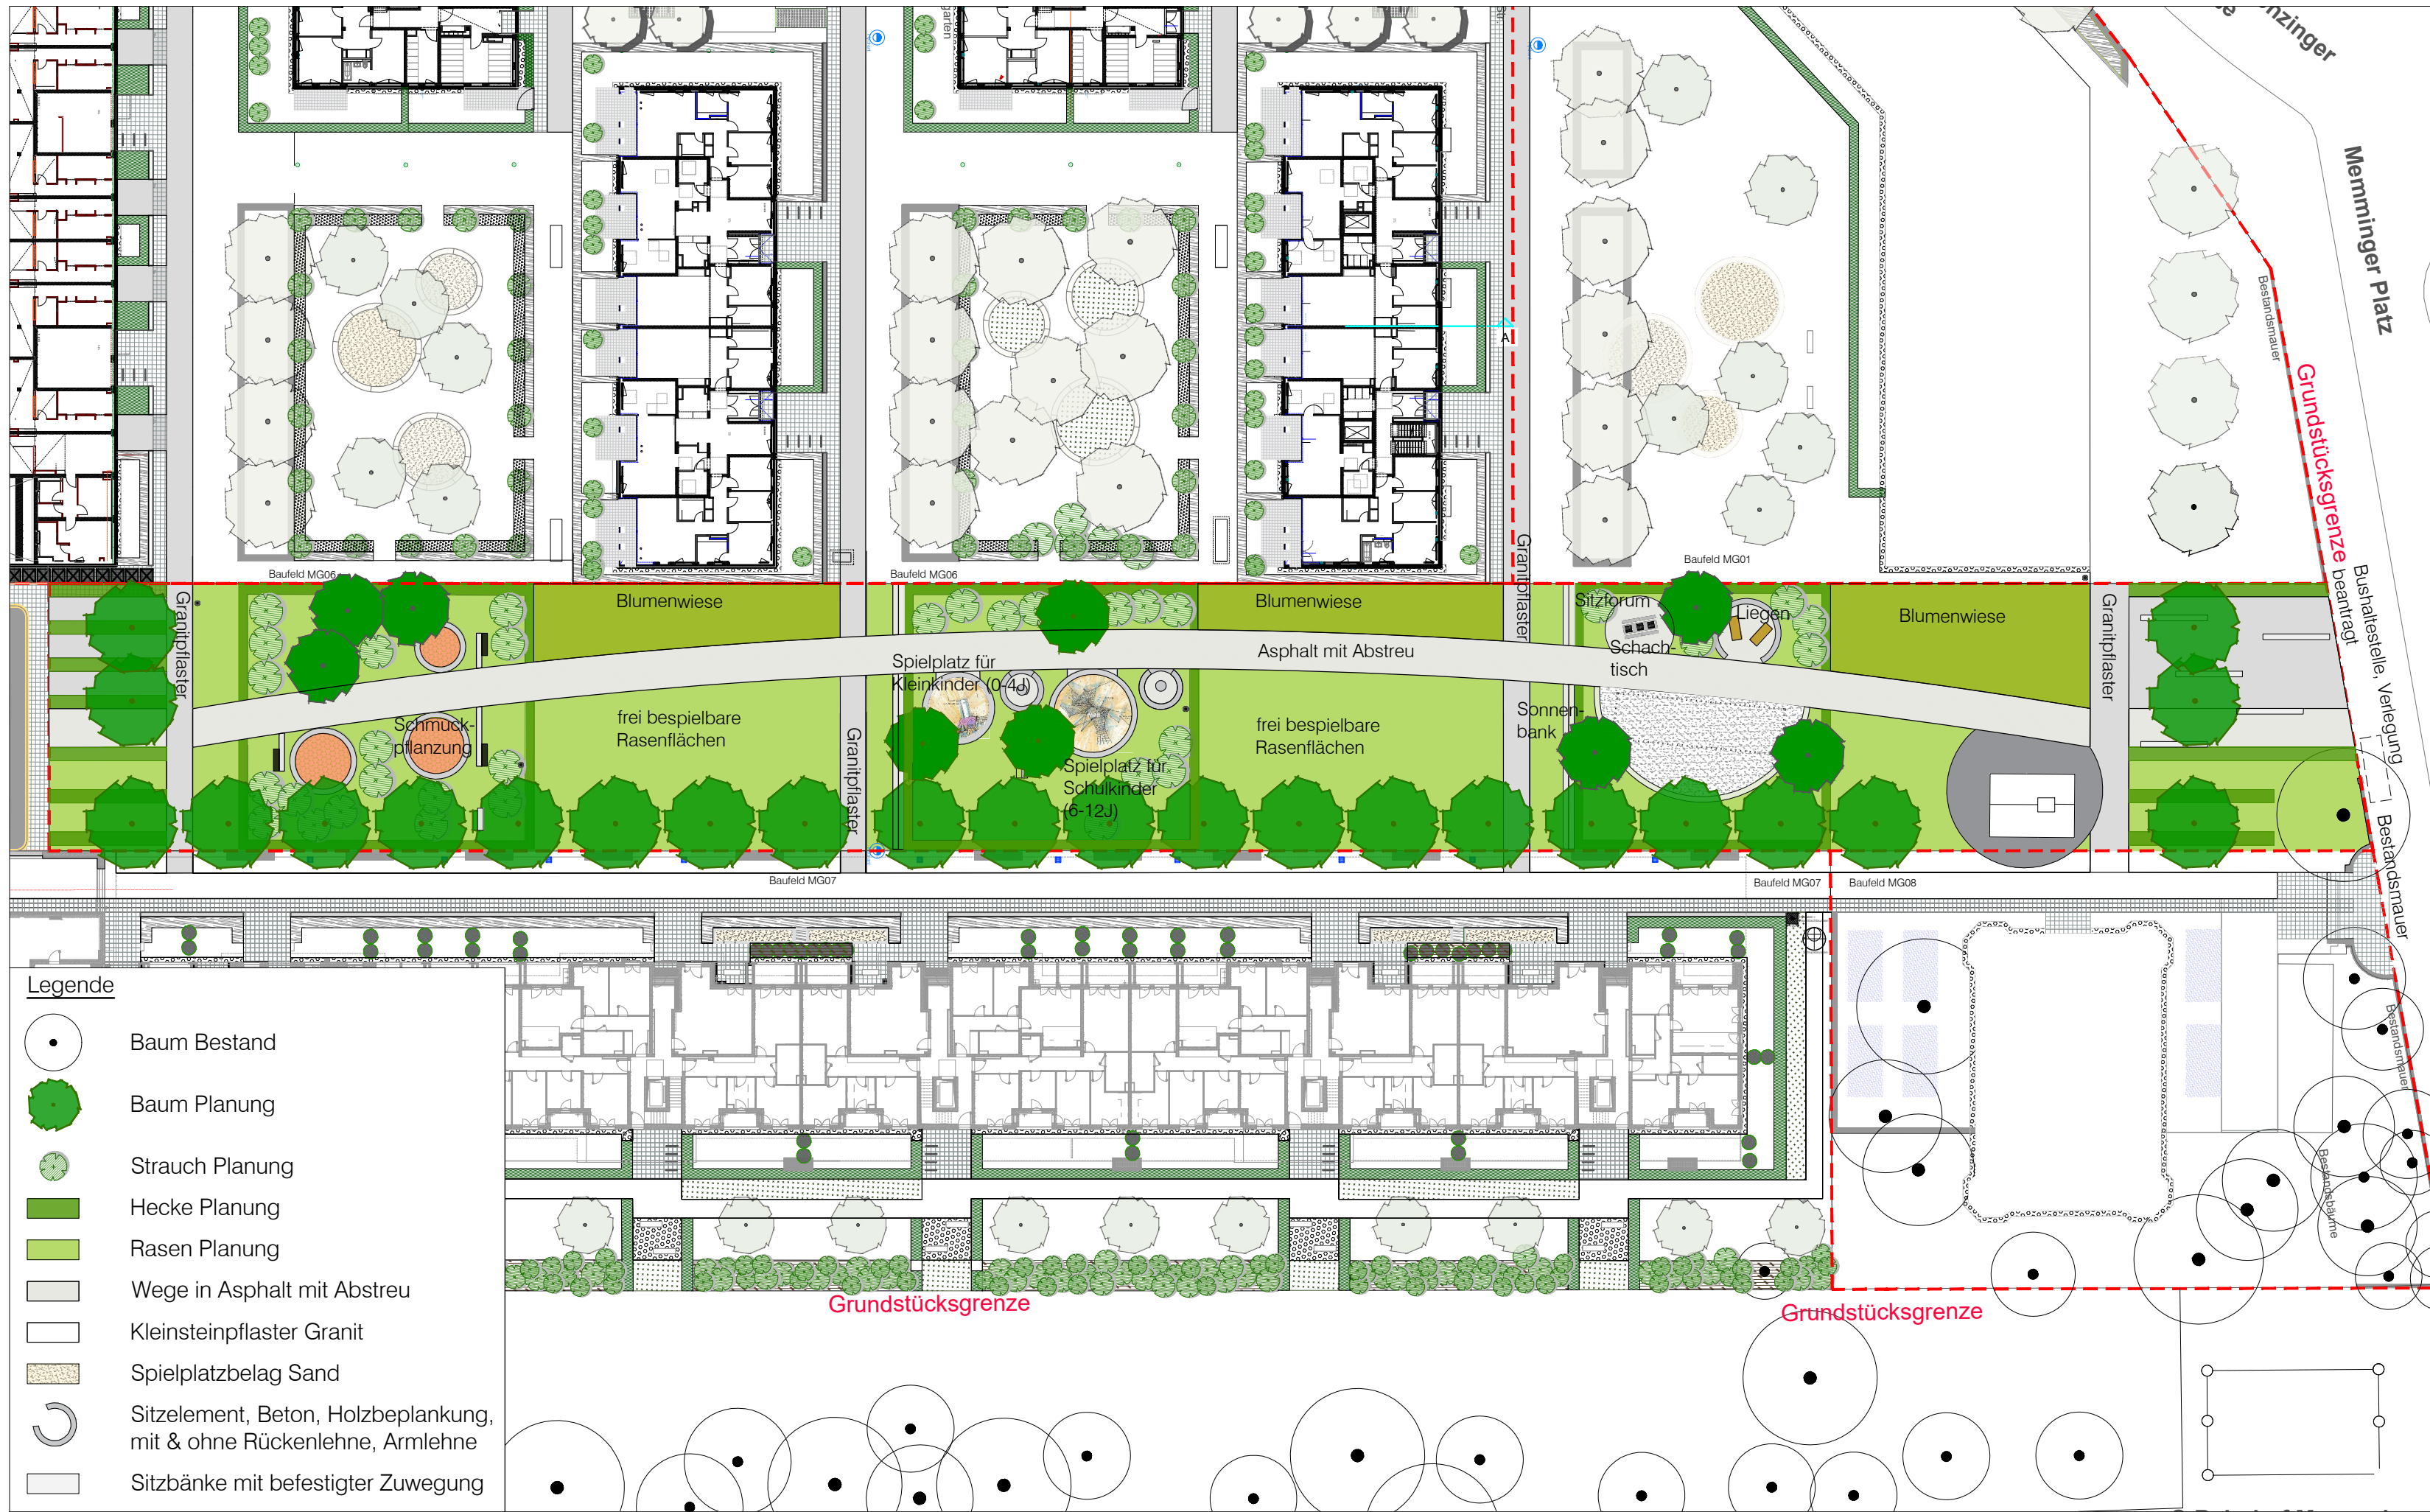 garten
nzinger
Memminger Platz
Bestandsmauer
Grundstücksgrenze
A
Baufeld MG06
Baufeld MG06
Baufeld MG01
beantragt
Bushaltestelle, Verlegung
Granitpflaster
Blumenwiese
Blumenwiese
Granitpflaster
Sitzforum
Liegen
Blumenwiese
Granitpflaster
Asphalt mit Abstreu
Schach-
tisch
Spielplatz für
Kleinkinder (0-4J)
Schmuck-
pflanzung
frei bespielbare
Rasenflächen
Granitpflaster
frei bespielbare
Rasenflächen
Sonnen-
bank
Spielplatz für
Schulkinder
(6-12J)
Bestandsmauer
Baufeld MG07
Baufeld MG07
Baufeld MG08
Bestandsmauer
Bestandsbäume
Legende
Baum Bestand
Baum Planung
Strauch Planung
Hecke Planung
Rasen Planung
Wege in Asphalt mit Abstreu
Kleinsteinpflaster Granit
Spielplatzbelag Sand
Sitzelement, Beton, Holzbeplankung,
mit & ohne Rückenlehne, Armlehne
Sitzbänke mit befestigter Zuwegung
Grundstücksgrenze
Grundstücksgrenze